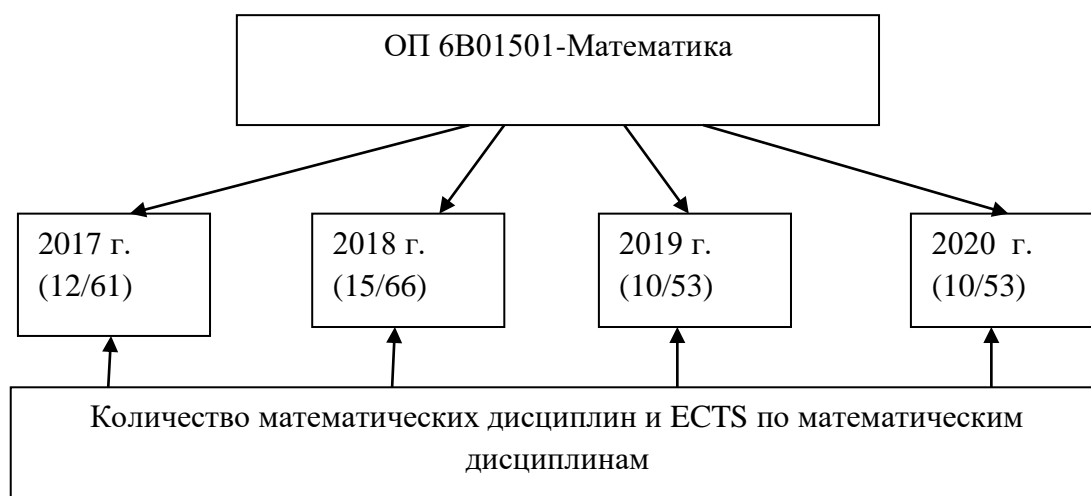 ОП 6В01501-Математика
2017 г.
(12/61)
2018 г.
(15/66)
2019 г.
(10/53)
2020 г.
(10/53)
Количество математических дисциплин и ECTS по математическим
дисциплинам